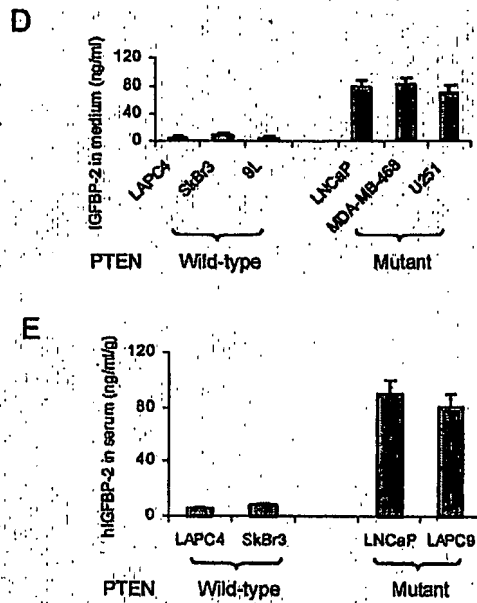 D
IGFBP-2 in medium (ng/ml)
120
80
40
0
LAPC4
SkBr3
9L
LNCaP
MDA-MB-468
U251
PTEN
Wild-type
Mutant
E
hIGFBP-2 in serum (ng/ml/g)
120
80
40
0
LAPC4
SkBr3
LNCaP
LAPC9
PTEN
Wild-type
Mutant